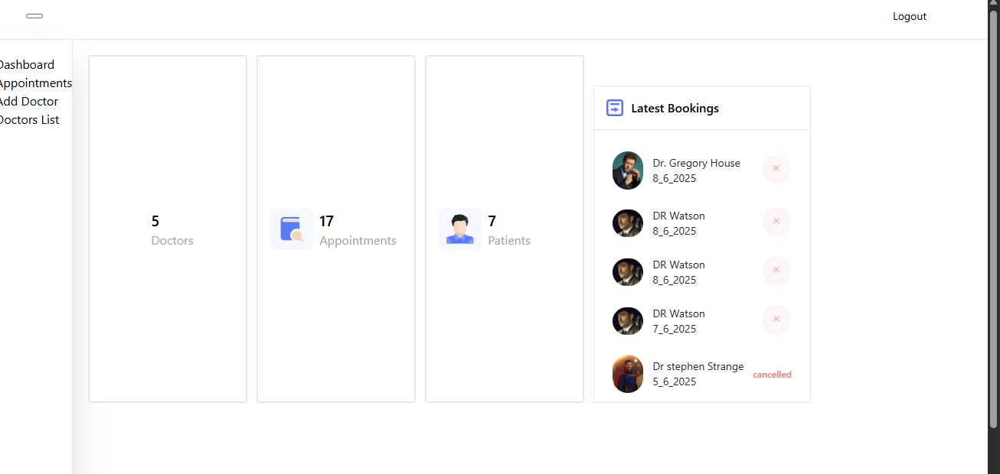 Logout
Dashboard
Appointments
Add Doctor
Doctors List
5
Doctors
17
Appointments
7
Patients
Latest Bookings
Dr. Gregory House
8_6_2025
DR Watson
8_6_2025
DR Watson
8_6_2025
DR Watson
7_6_2025
Dr stephen Strange
5_6_2025
cancelled